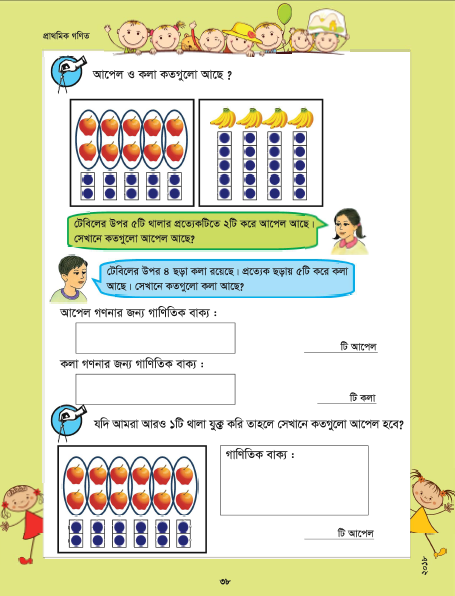 প্রাথমিক গণিত
আপেল ও কলা কতগুলো আছে ?
টেবিলের উপর ৫টি থালার প্রত্যেকটিতে ২টি করে আপেল আছে।
সেখানে কতগুলো আপেল আছে?
টেবিলের উপর ৪ ছড়া কলা রয়েছে। প্রত্যেক ছড়ায় ৫টি করে কলা
আছে। সেখানে কতগুলো কলা আছে?
আপেল গণনার জন্য গাণিতিক বাক্য :
টি আপেল
কলা গণনার জন্য গাণিতিক বাক্য :
টি কলা
যদি আমরা আরও ১টি থালা যুক্ত করি তাহলে সেখানে কতগুলো আপেল হবে?
গাণিতিক বাক্য :
টি আপেল
৩৮
২০১৮